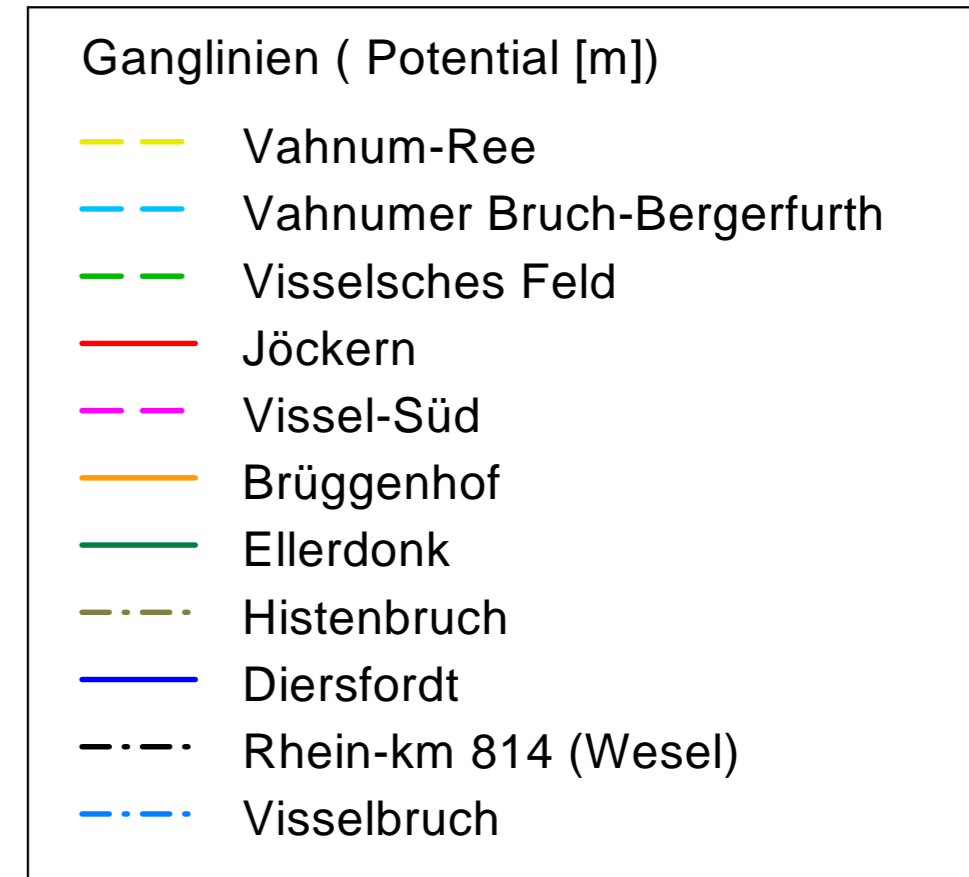 Ganglinien ( Potential [m])
Vahnum-Ree
Vahnumer Bruch-Bergerfurth
Visselsches Feld
Jöckern
Vissel-Süd
Brüggenhof
Ellerdonk
Histenbruch
Diersfordt
Rhein-km 814 (Wesel)
Visselbruch